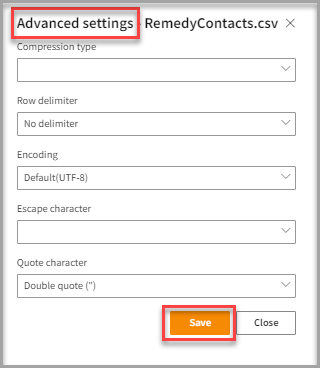 Advanced settings - RemedyContacts.csv
Compression type
Row delimiter
No delimiter
Encoding
Default(UTF-8)
Escape character
Quote character
Double quote (")
Save Close